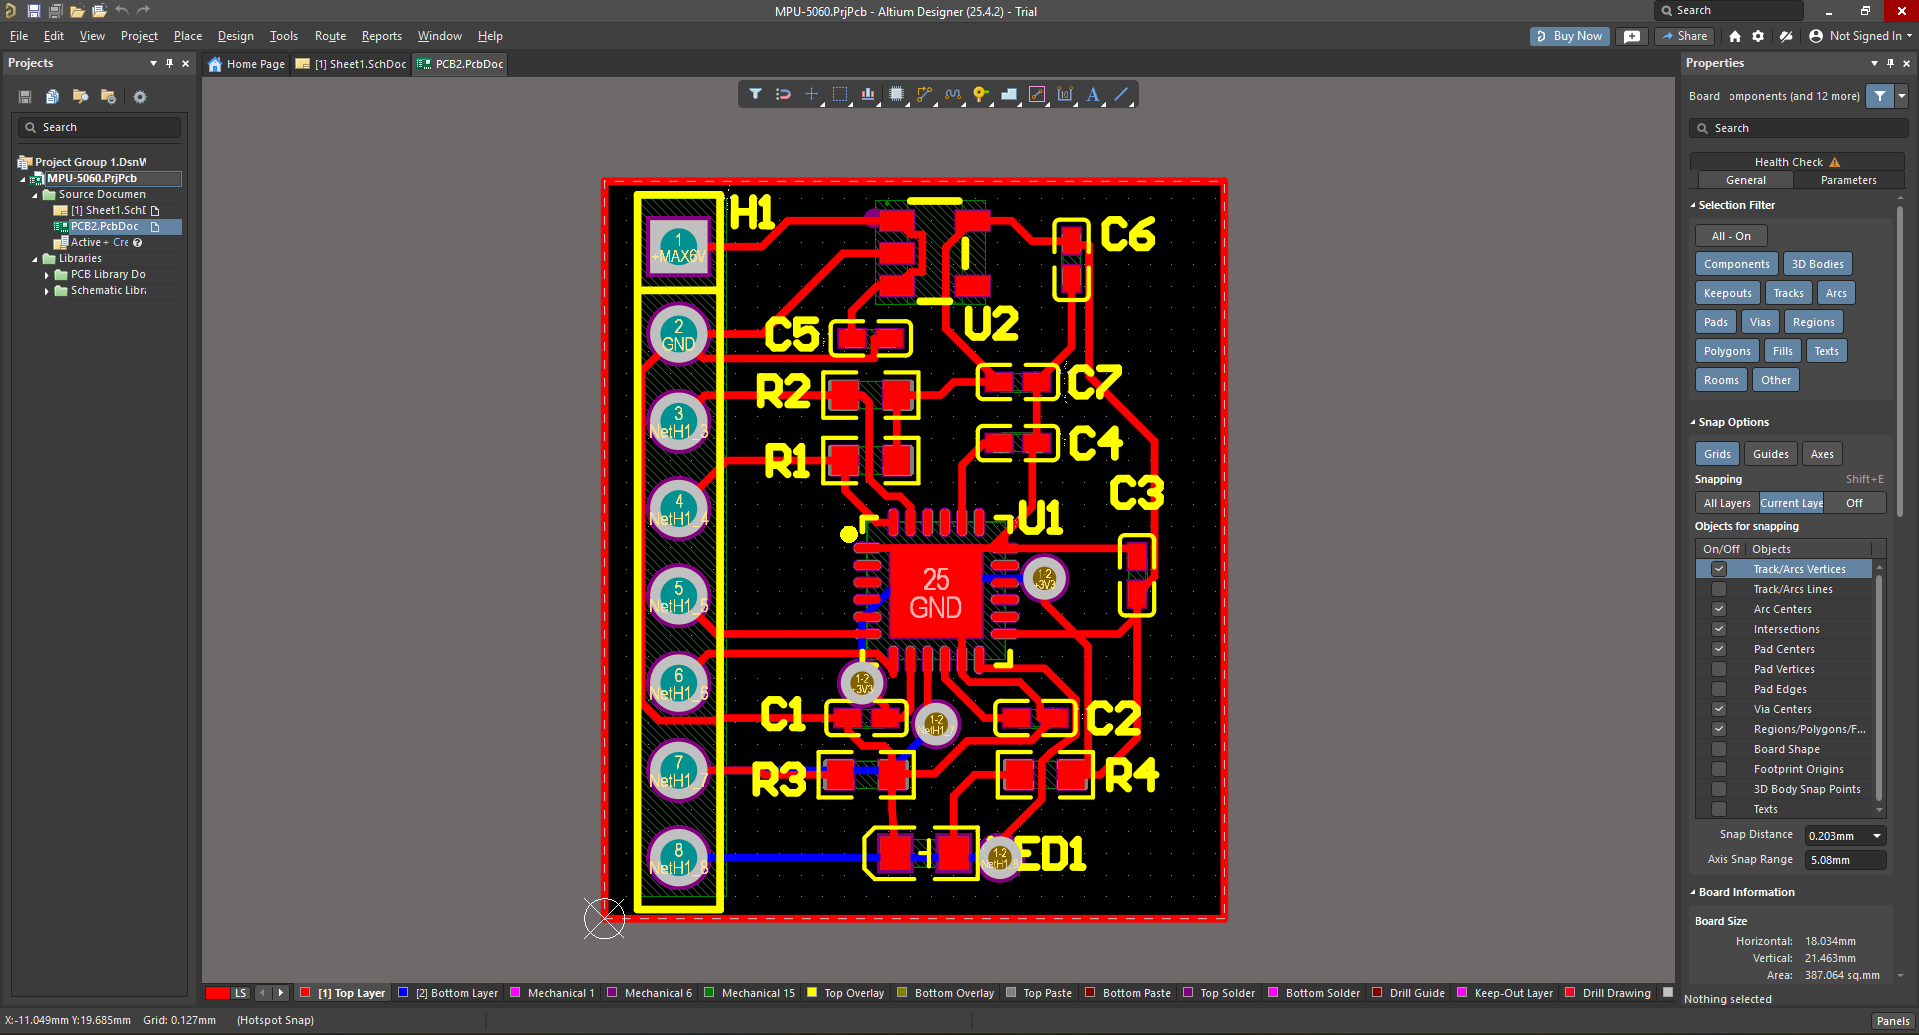 MPU-5060.PrjPcb - Altium Designer (25.4.2) - Trial
Search
File Edit View Project Place Design Tools Route Reports Window Help
Buy Now
Share
Not Signed In
Projects
Home Page
[1] Sheet1.SchDoc
PCB2.PcbDoc
Properties
Board
omponents (and 12 more)
Search
Search
Project Group 1.DsnW
MPU-5060.PrjPcb
Source Documen
[1] Sheet1.SchD
PCB2.PcbDoc
Active + Cre
Libraries
PCB Library Do
Schematic Libra
Health Check
General
Parameters
Selection Filter
All - On
Components
3D Bodies
Keepouts
Tracks
Arcs
Pads
Vias
Regions
Polygons
Fills
Texts
Rooms
Other
Snap Options
Grids
Guides
Axes
Snapping
Shift+E
All Layers
Current Laye
Off
Objects for snapping
On/Off
Objects
Track/Arcs Vertices
Track/Arcs Lines
Arc Centers
Intersections
Pad Centers
Pad Vertices
Pad Edges
Via Centers
Regions/Polygons/F...
Board Shape
Footprint Origins
3D Body Snap Points
Texts
Snap Distance
0.203mm
Axis Snap Range
5.08mm
Board Information
Board Size
Horizontal: 18.034mm
Vertical: 21.463mm
Area: 387.064 sq.mm
Nothing selected
Panels
H1
1
+MAX6V
2
GND
3
NetH1_3
4
NetH1_4
5
NetH1_5
6
NetH1_6
7
NetH1_7
8
NetH1_8
C6
U2
C5
C7
R2
C4
R1
C3
U1
25
GND
1-2
+3V3
1-2
+3V3
C1
1-2
NetH1_7
C2
R3
R4
1-2
NetH1_8
ED1
LS
[1] Top Layer
[2] Bottom Layer
Mechanical 1
Mechanical 6
Mechanical 15
Top Overlay
Bottom Overlay
Top Paste
Bottom Paste
Top Solder
Bottom Solder
Drill Guide
Keep-Out Layer
Drill Drawing
X:-11.049mm Y:19.685mm
Grid: 0.127mm
(Hotspot Snap)